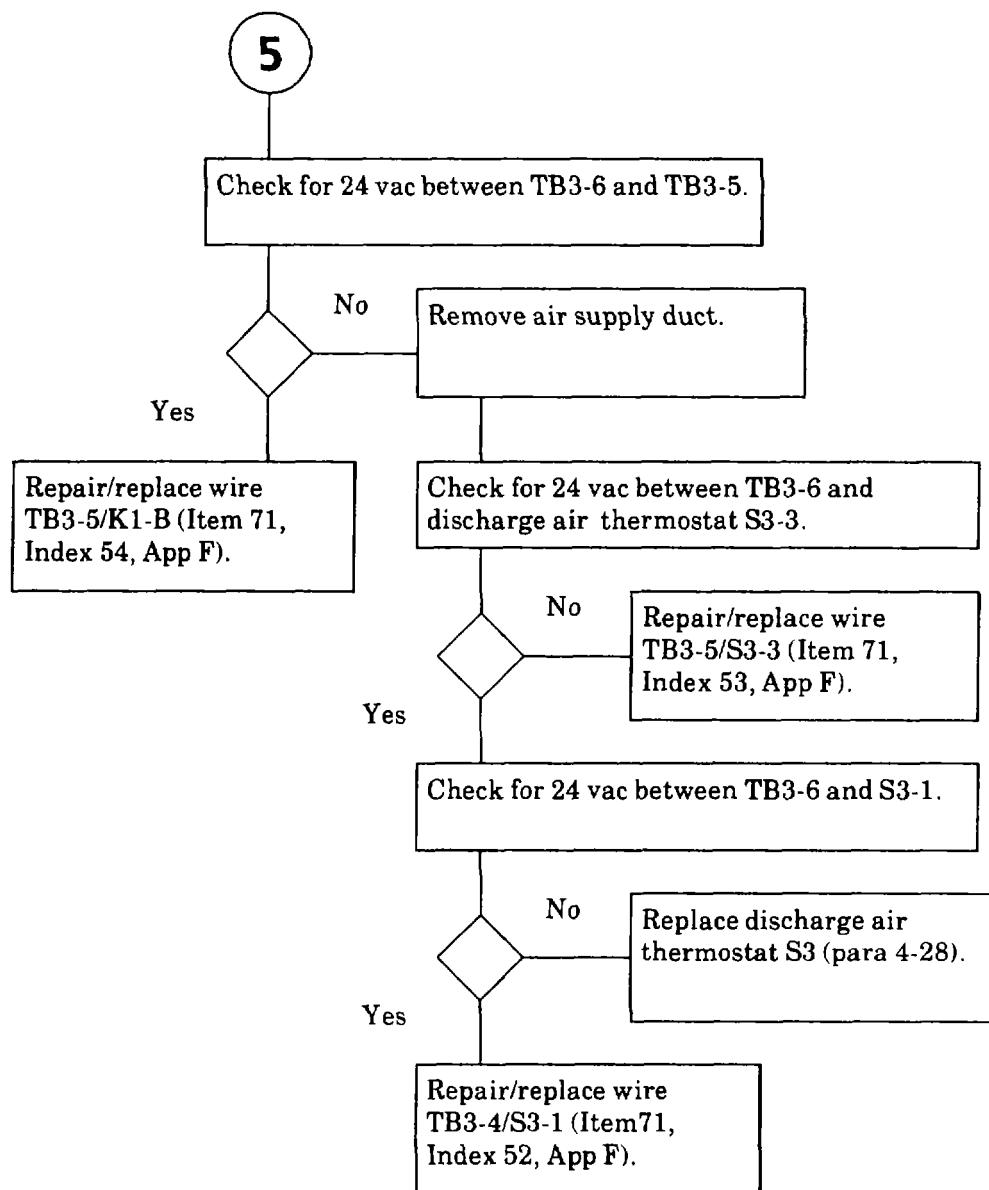 5
Check for 24 vac between TB3-6 and TB3-5.
No
Remove air supply duct.
Yes
Repair/replace wire
TB3-5/K1-B (Item 71,
Index 54, App F).
Check for 24 vac between TB3-6 and
discharge air thermostat S3-3.
No
Repair/replace wire
TB3-5/S3-3 (Item 71,
Index 53, App F).
Yes
Check for 24 vac between TB3-6 and S3-1.
No
Replace discharge air
thermostat S3 (para 4-28).
Yes
Repair/replace wire
TB3-4/S3-1 (Item71,
Index 52, App F).